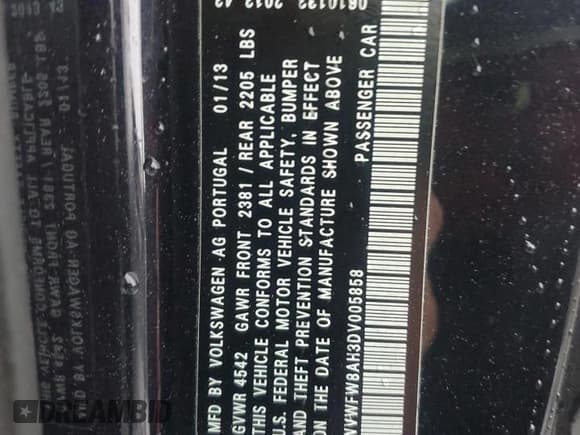 MFD BY VOLKSWAGEN AG PORTUGAL 01/13
GVWR 4542 GAWR FRONT 2381 / REAR 2205 LBS
THIS VEHICLE CONFORMS TO ALL APPLICABLE
U.S. FEDERAL MOTOR VEHICLE SAFETY, BUMPER
AND THEFT PREVENTION STANDARDS IN EFFECT
ON THE DATE OF MANUFACTURE SHOWN ABOVE
WVWFW8AH3DV005858 PASSENGER CAR
DREAMBID